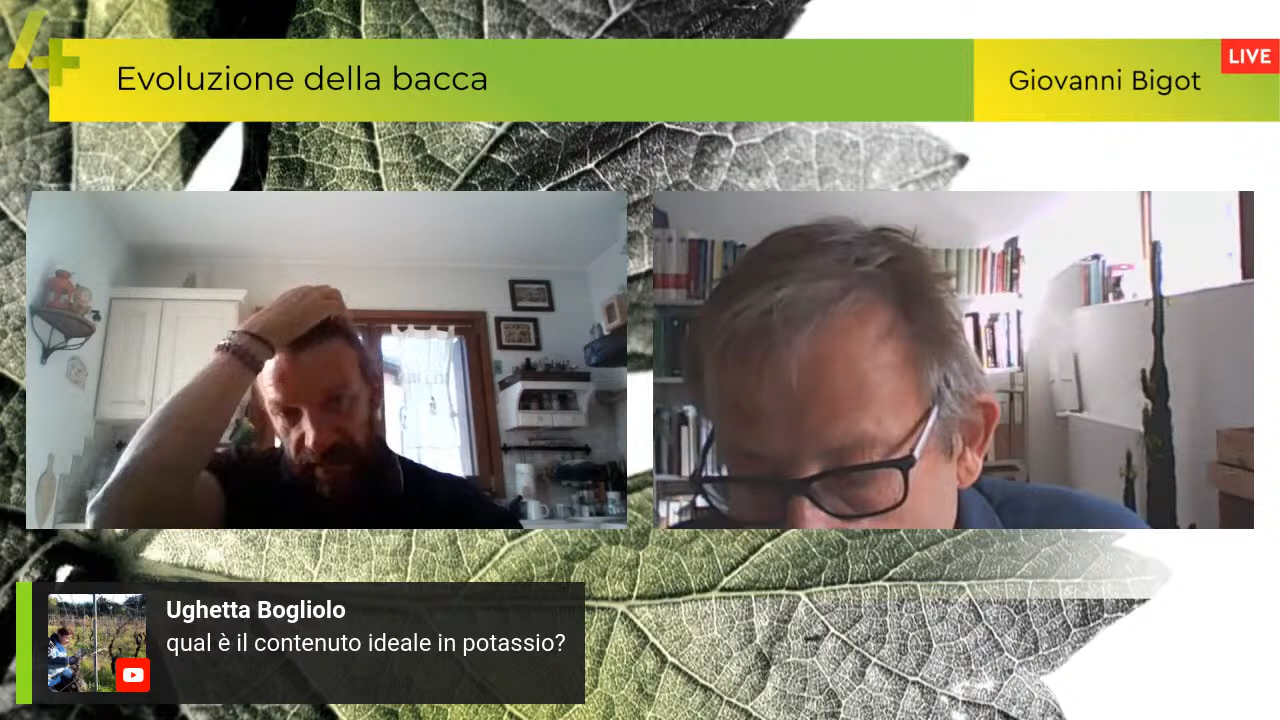 Evoluzione della bacca
Giovanni Bigot
LIVE
Ughetta Bogliolo
qual è il contenuto ideale in potassio?